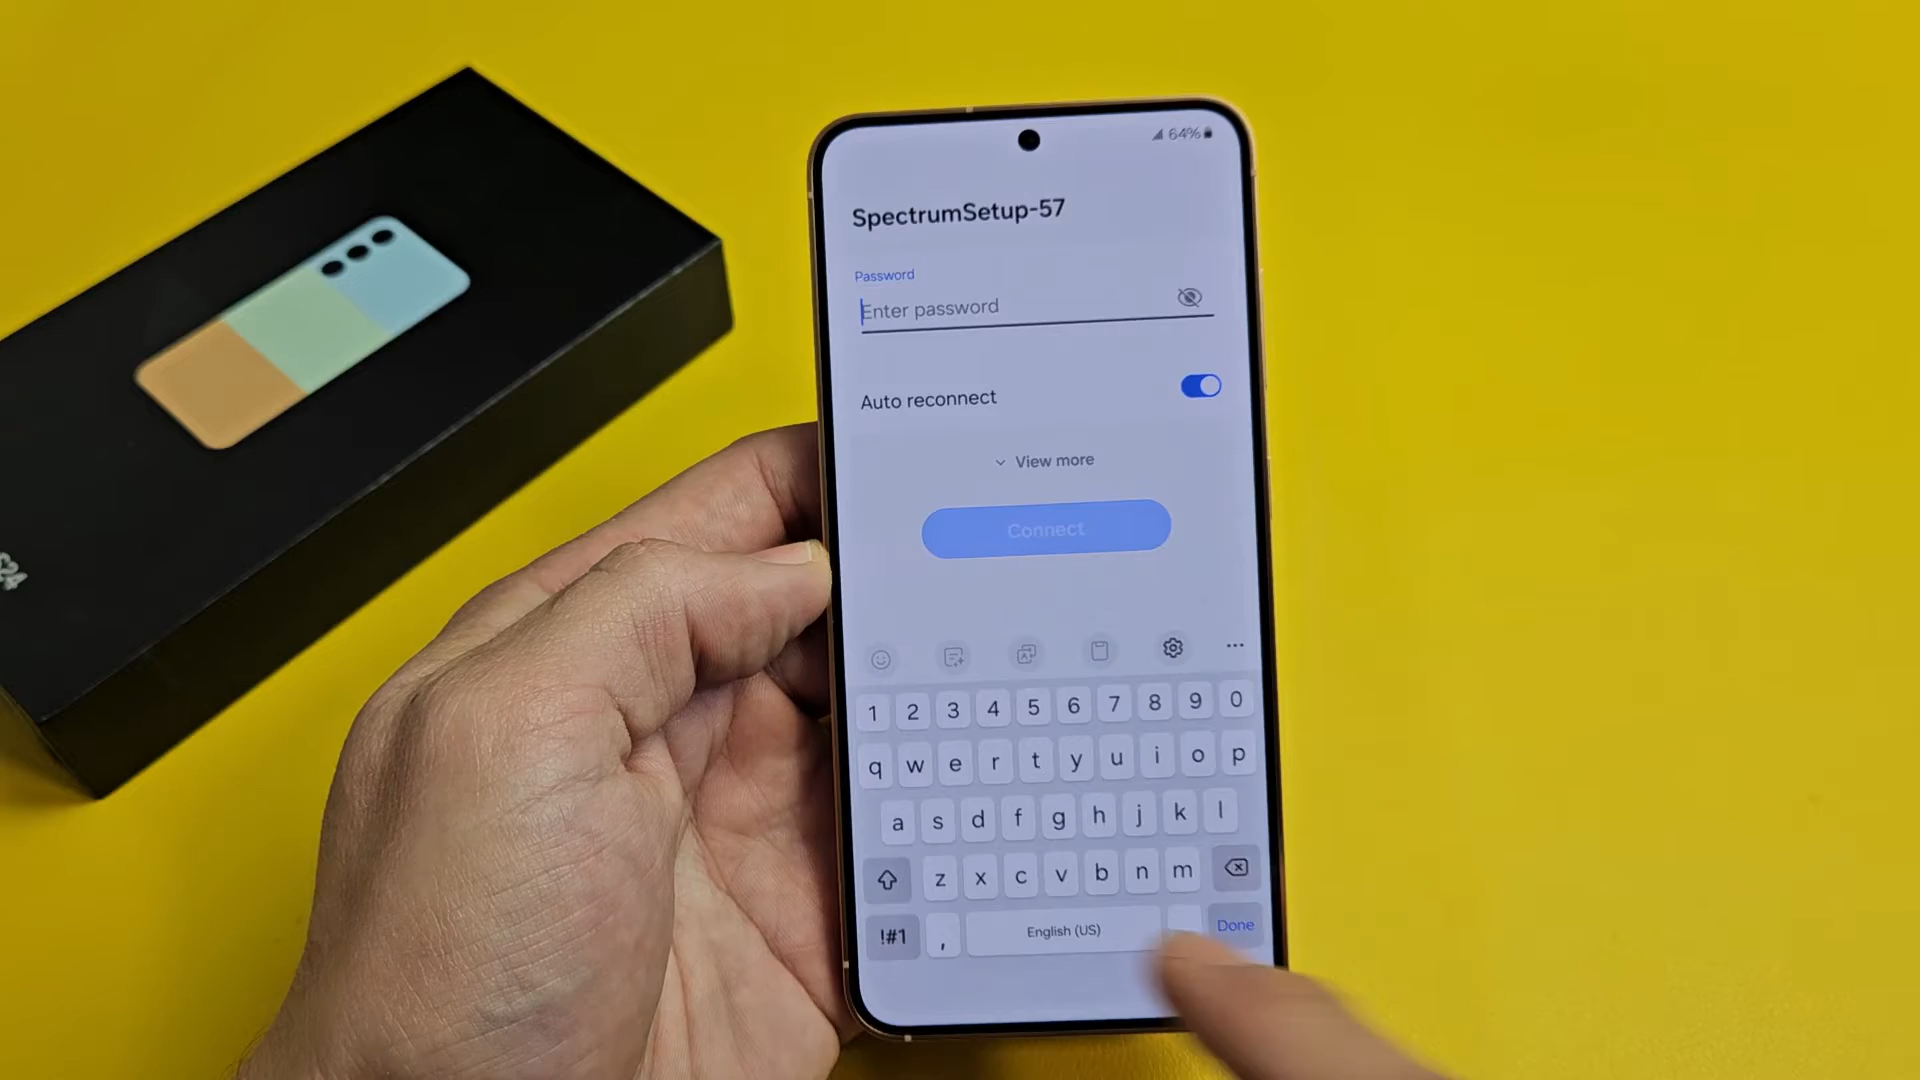 64%
SpectrumSetup-57
Password
Enter password
Auto reconnect
View more
Connect
1 2 3 4 5 6 7 8 9 0
q w e r t y u i o p
a s d f g h j k l
z x c v b n m
!#1 , English (US) Done
24